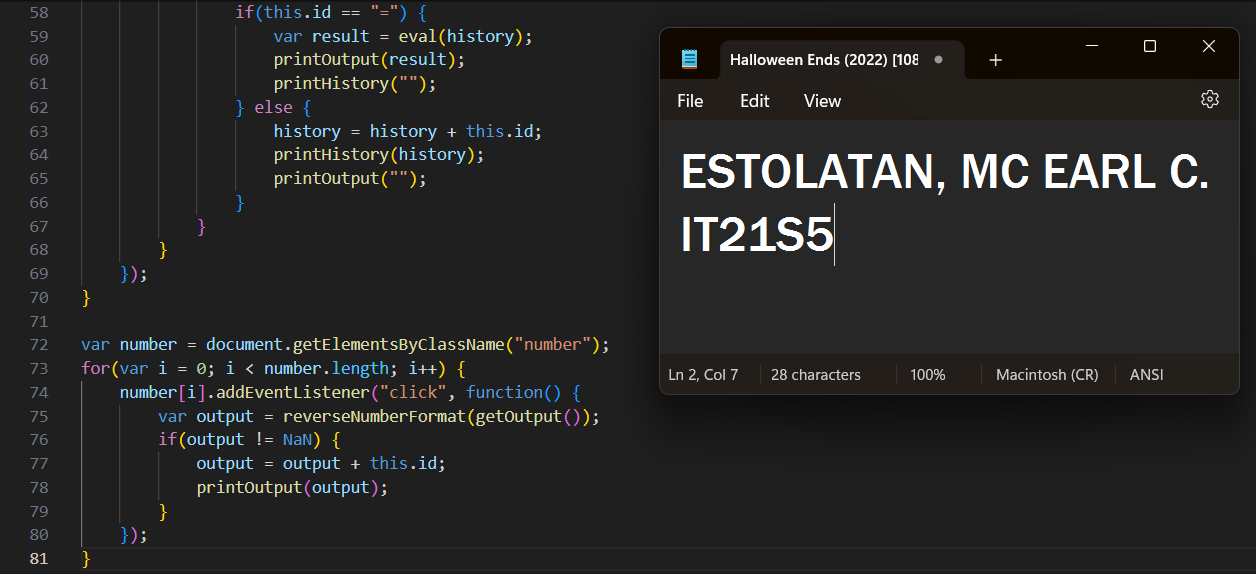 58 if(this.id == "=") {
59 var result = eval(history);
60 printOutput(result);
61 printHistory("");
62 } else {
63 history = history + this.id;
64 printHistory(history);
65 printOutput("");
66 }
67 }
68 }
69 });
70 }
71
72 var number = document.getElementsByClassName("number");
73 for(var i = 0; i < number.length; i++) {
74 number[i].addEventListener("click", function() {
75 var output = reverseNumberFormat(getOutput());
76 if(output != NaN) {
77 output = output + this.id;
78 printOutput(output);
79 }
80 });
81 }
Halloween Ends (2022) [108
File Edit View
ESTOLATAN, MC EARL C.
IT21S5
Ln 2, Col 7 28 characters 100% Macintosh (CR) ANSI